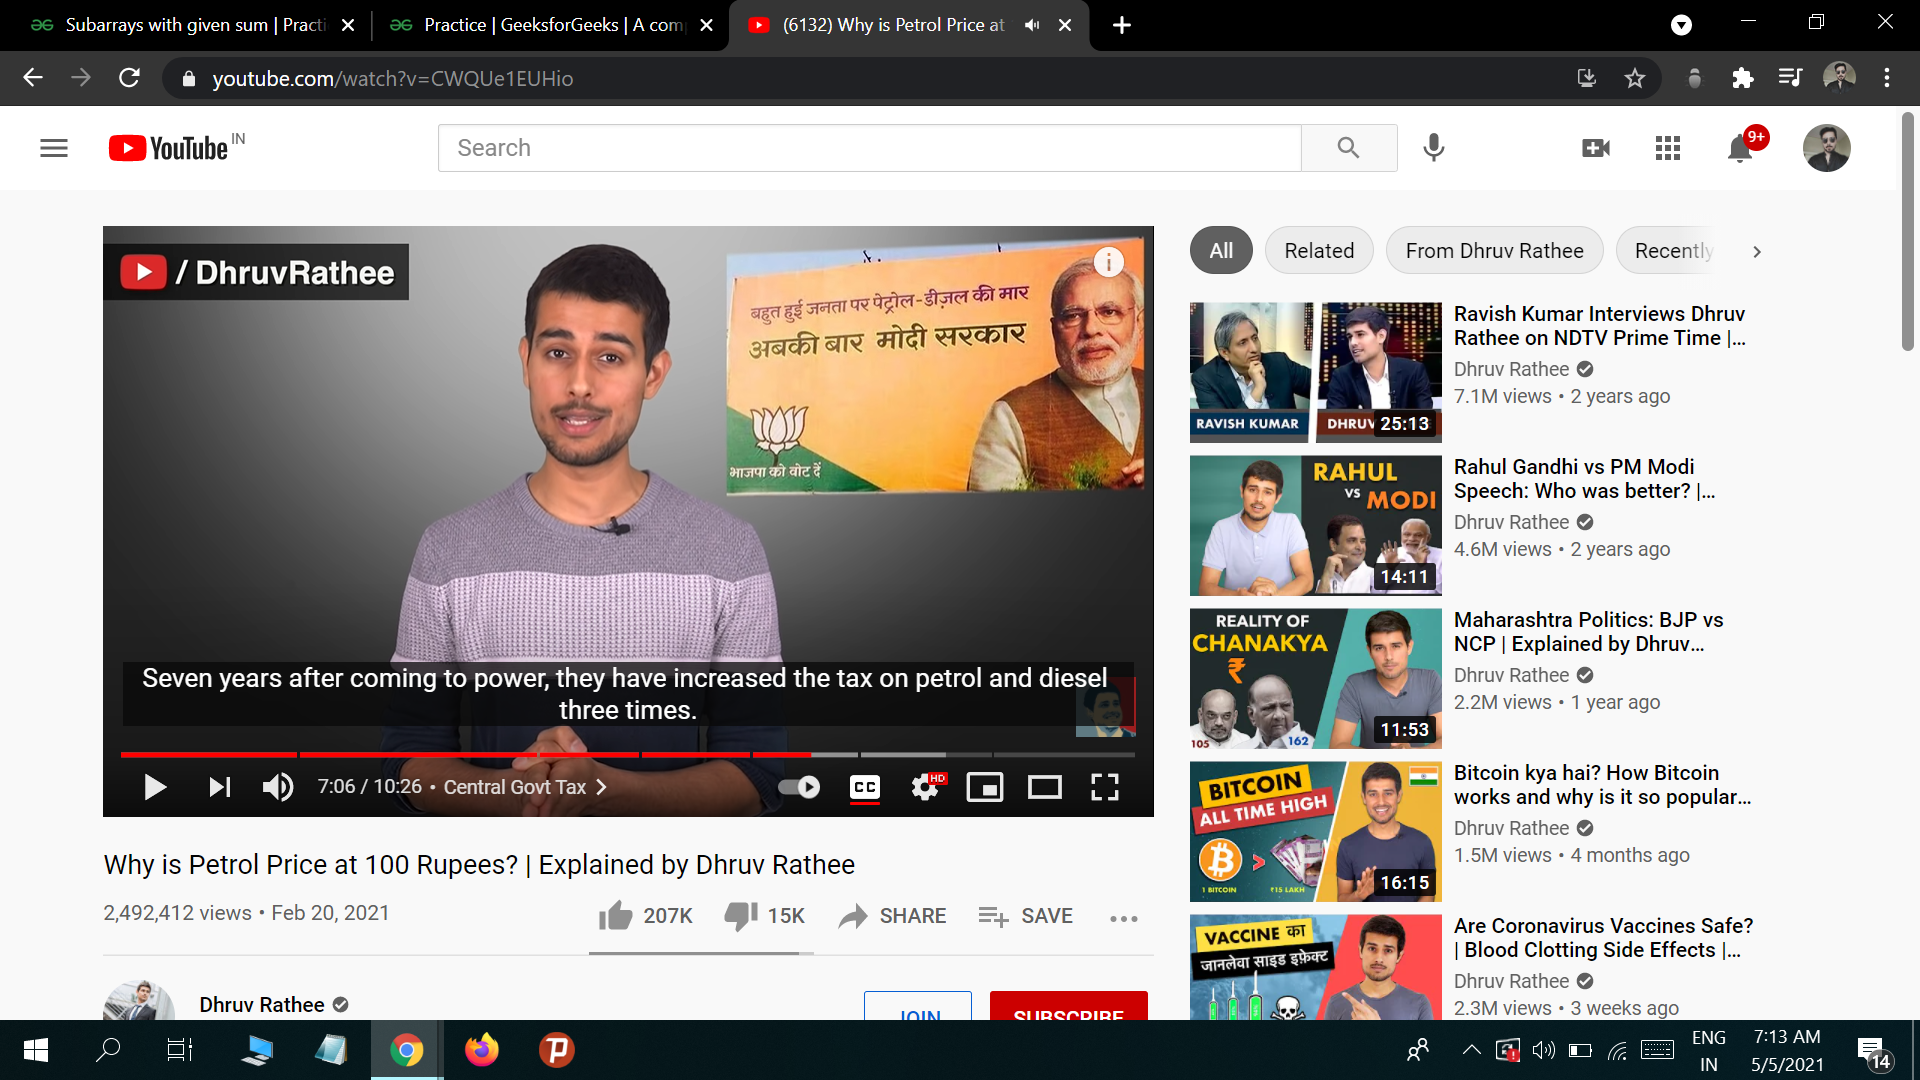 Subarrays with given sum | Practi
Practice | GeeksforGeeks | A com
(6132) Why is Petrol Price at
youtube.com/watch?v=CWQUe1EUHio
YouTube IN
Search
9+
/ DhruvRathee
बहुत हुई जनता पर पेट्रोल-डीज़ल की मार
अबकी बार मोदी सरकार
भाजपा को वोट दें
Seven years after coming to power, they have increased the tax on petrol and diesel
three times.
7:06 / 10:26 • Central Govt Tax
CC
HD
Why is Petrol Price at 100 Rupees? | Explained by Dhruv Rathee
2,492,412 views • Feb 20, 2021
207K 15K SHARE SAVE
Dhruv Rathee
JOIN SUBSCRIBE
All Related From Dhruv Rathee Recently
RAVISH KUMAR DHRUV
25:13
Ravish Kumar Interviews Dhruv
Rathee on NDTV Prime Time |...
Dhruv Rathee
7.1M views • 2 years ago
RAHUL
VS MODI
14:11
Rahul Gandhi vs PM Modi
Speech: Who was better? |...
Dhruv Rathee
4.6M views • 2 years ago
REALITY OF
CHANAKYA
₹
105 162
11:53
Maharashtra Politics: BJP vs
NCP | Explained by Dhruv...
Dhruv Rathee
2.2M views • 1 year ago
BITCOIN
ALL TIME HIGH
>
1 BITCOIN ₹15 LAKH
16:15
Bitcoin kya hai? How Bitcoin
works and why is it so popular...
Dhruv Rathee
1.5M views • 4 months ago
VACCINE का
जानलेवा साइड इफ़ेक्ट
Are Coronavirus Vaccines Safe?
| Blood Clotting Side Effects |...
Dhruv Rathee
2.3M views • 3 weeks ago
ENG
IN
7:13 AM
5/5/2021
14